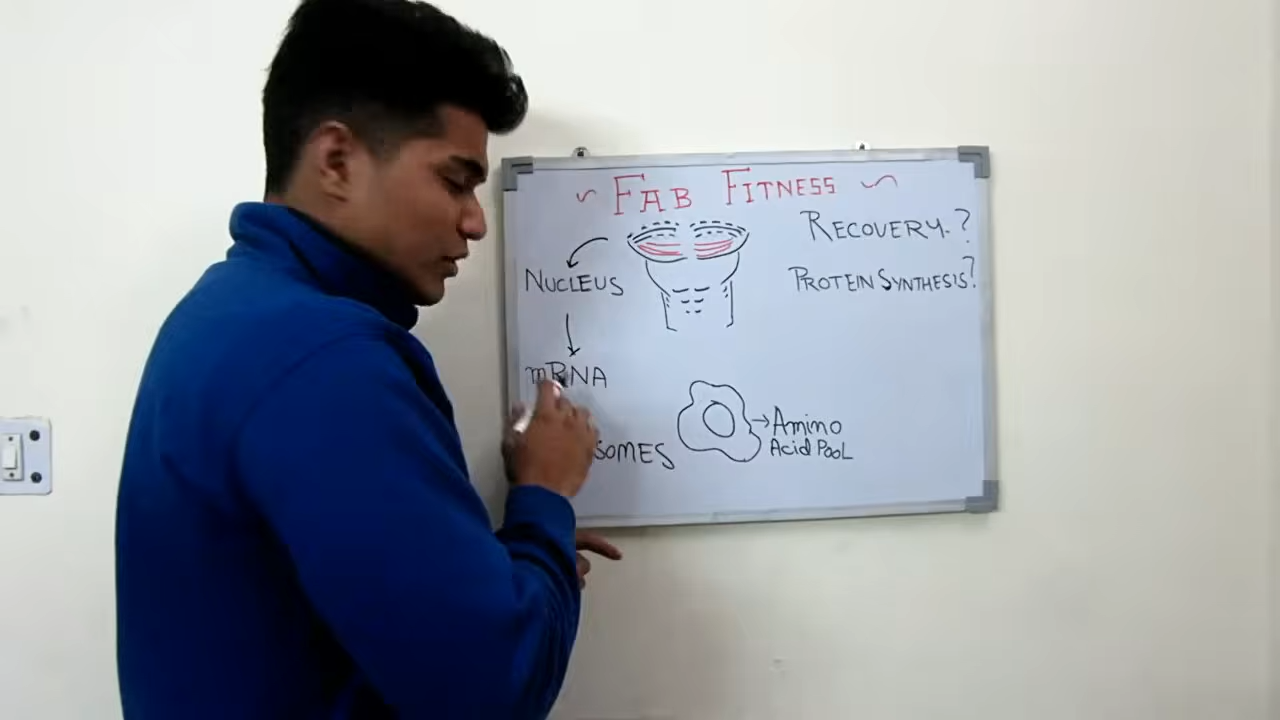 ~ FAB FITNESS ~
RECOVERY.?
PROTEIN SYNTHESIS?
NUCLEUS
mRNA
SOMES
Amino
Acid PooL